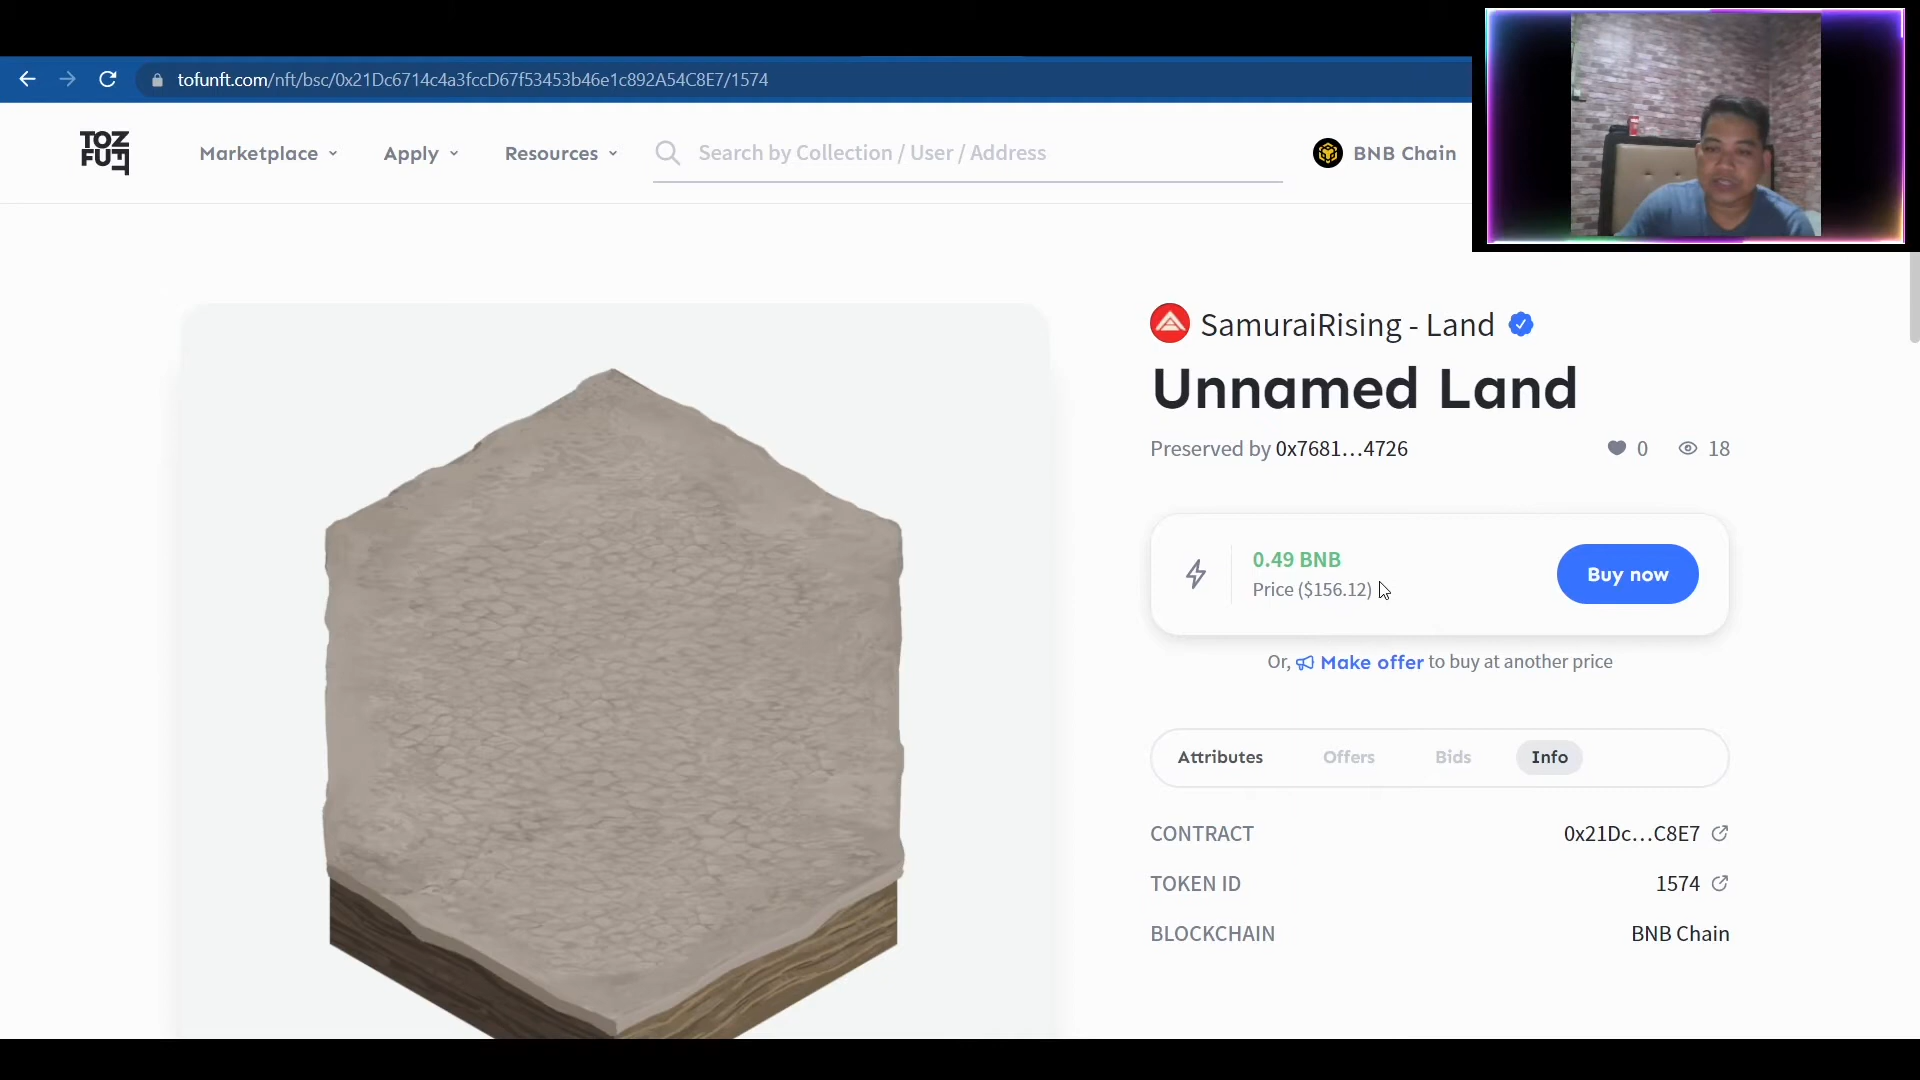 tofunft.com/nft/bsc/0x21Dc6714c4a3fccD67f53453b46e1c892A54C8E7/1574
TOZ
FUT
Marketplace
Apply
Resources
Search by Collection / User / Address
BNB Chain
SamuraiRising - Land
Unnamed Land
Preserved by 0x7681...4726
0
18
0.49 BNB
Price ($156.12)
Buy now
Or, Make offer to buy at another price
Attributes
Offers
Bids
Info
CONTRACT
0x21Dc...C8E7
TOKEN ID
1574
BLOCKCHAIN
BNB Chain